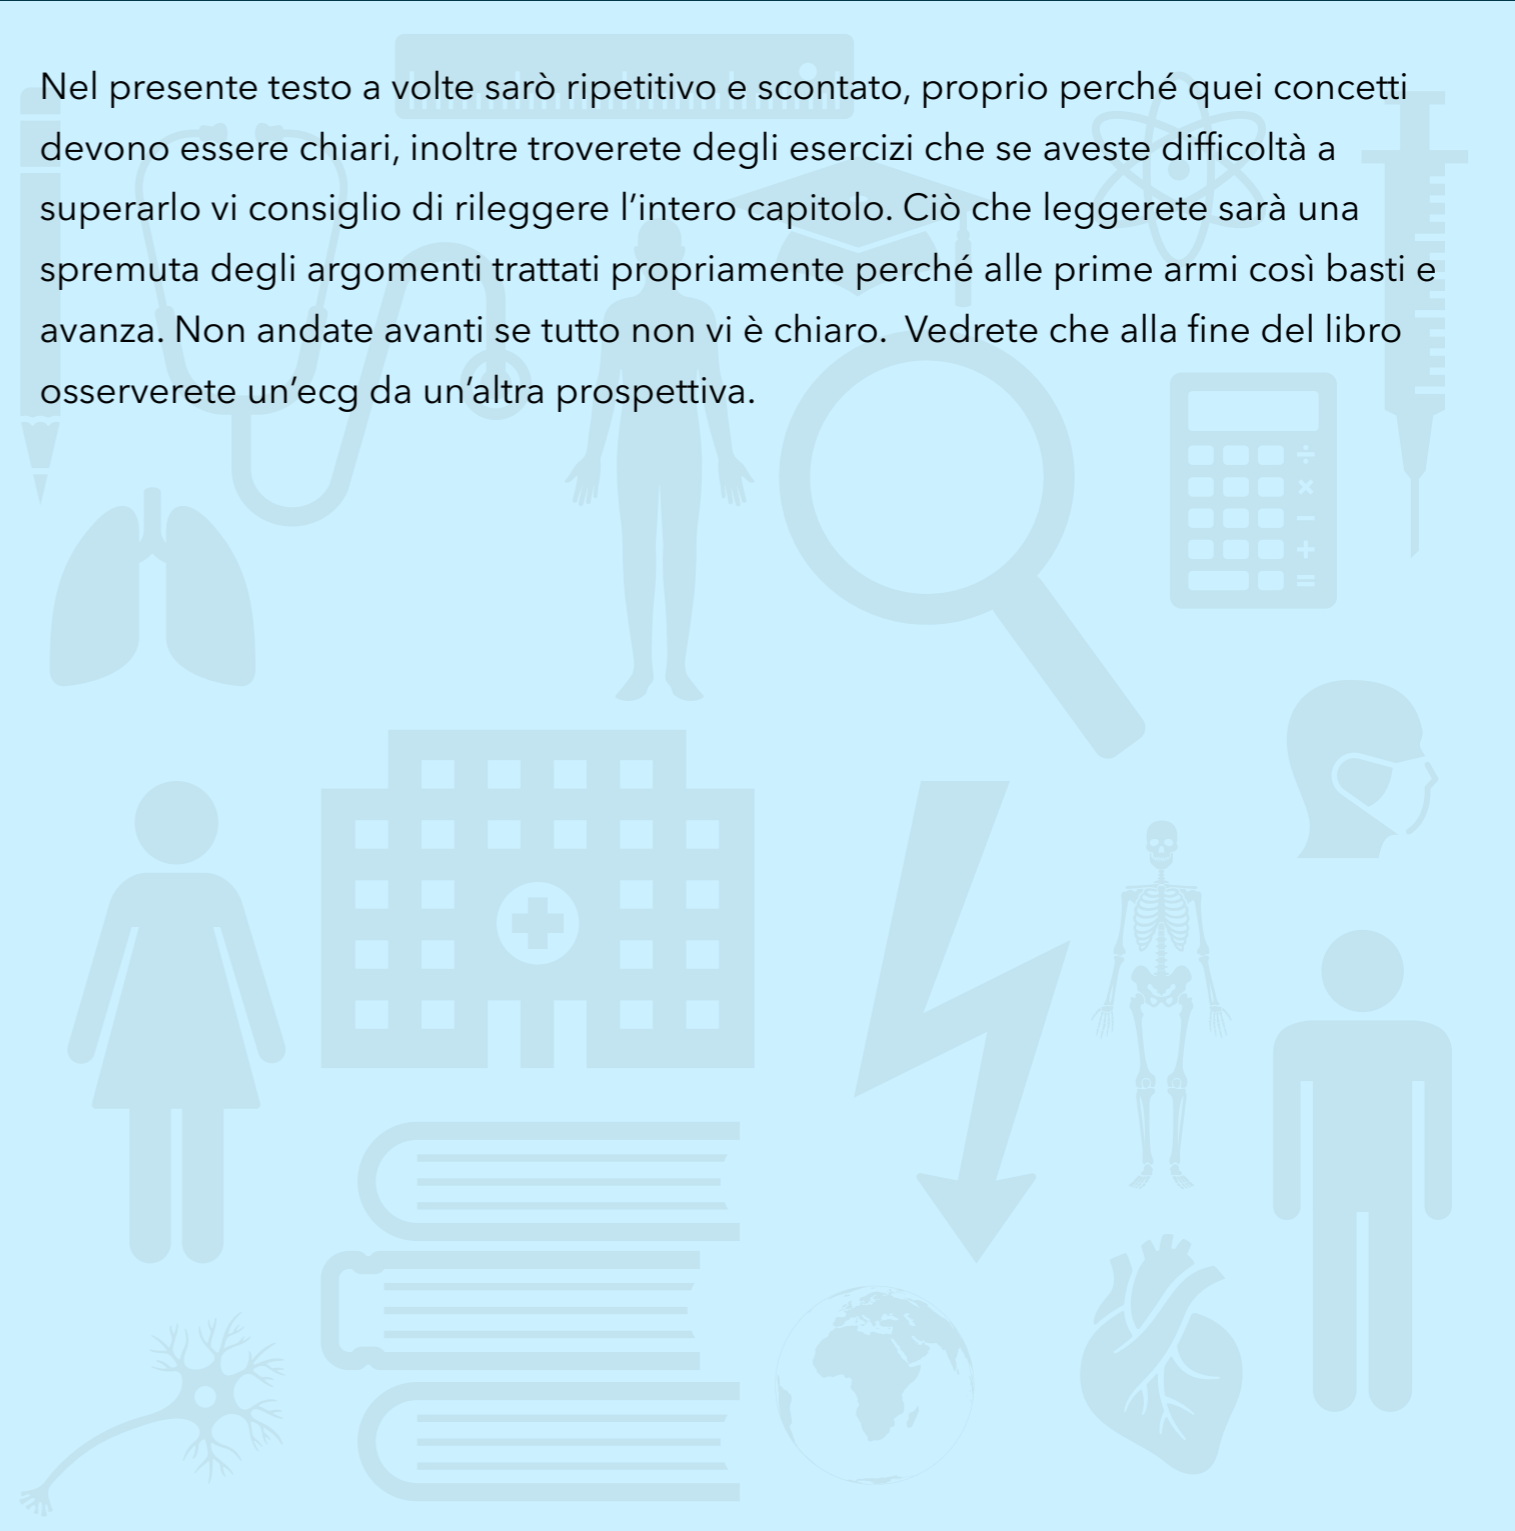 Nel presente testo a volte sarò ripetitivo e scontato, proprio perché quei concetti
devono essere chiari, inoltre troverete degli esercizi che se aveste difficoltà a
superarlo vi consiglio di rileggere l’intero capitolo. Ciò che leggerete sarà una
spremuta degli argomenti trattati propriamente perché alle prime armi così basti e
avanza. Non andate avanti se tutto non vi è chiaro.  Vedrete che alla fine del libro
osserverete un’ecg da un’altra prospettiva.
÷
×
−
+
=